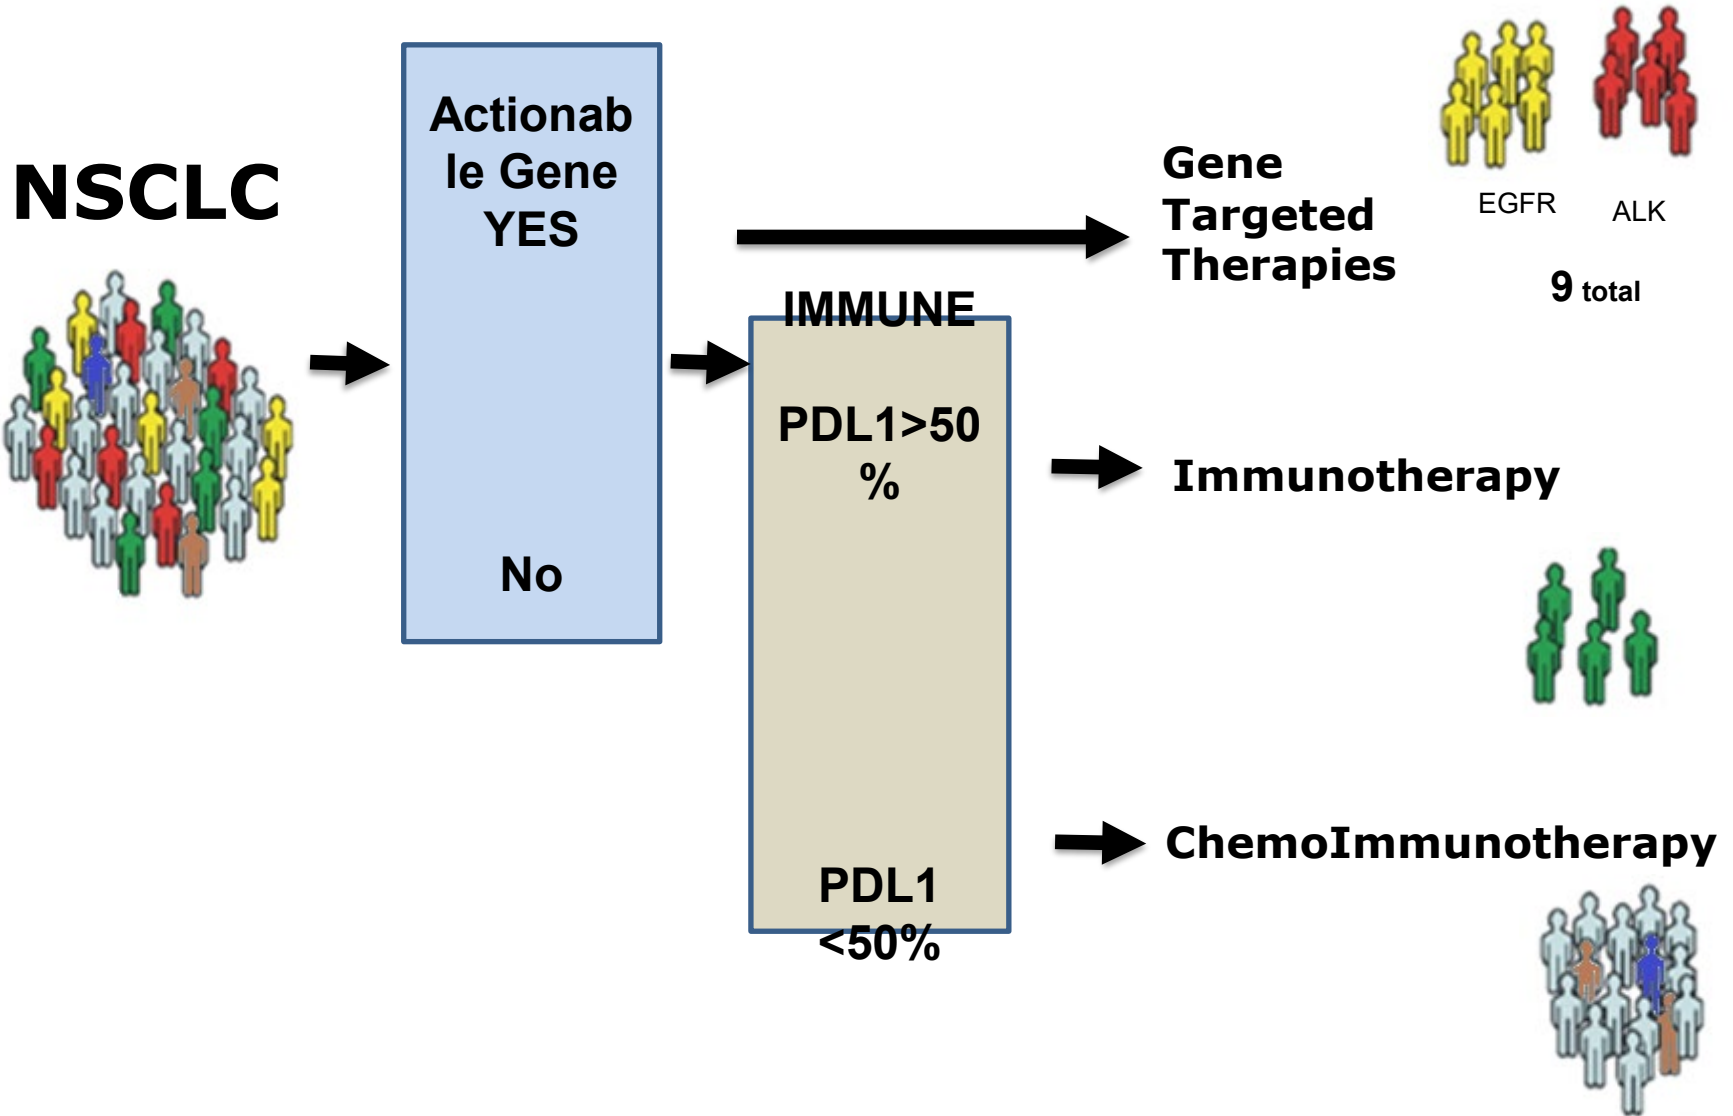 NSCLC
Actionab
le Gene
YES
No
IMMUNE
PDL1>50
%
PDL1
<50%
Gene
Targeted
Therapies
EGFR
ALK
9 total
Immunotherapy
ChemoImmunotherapy